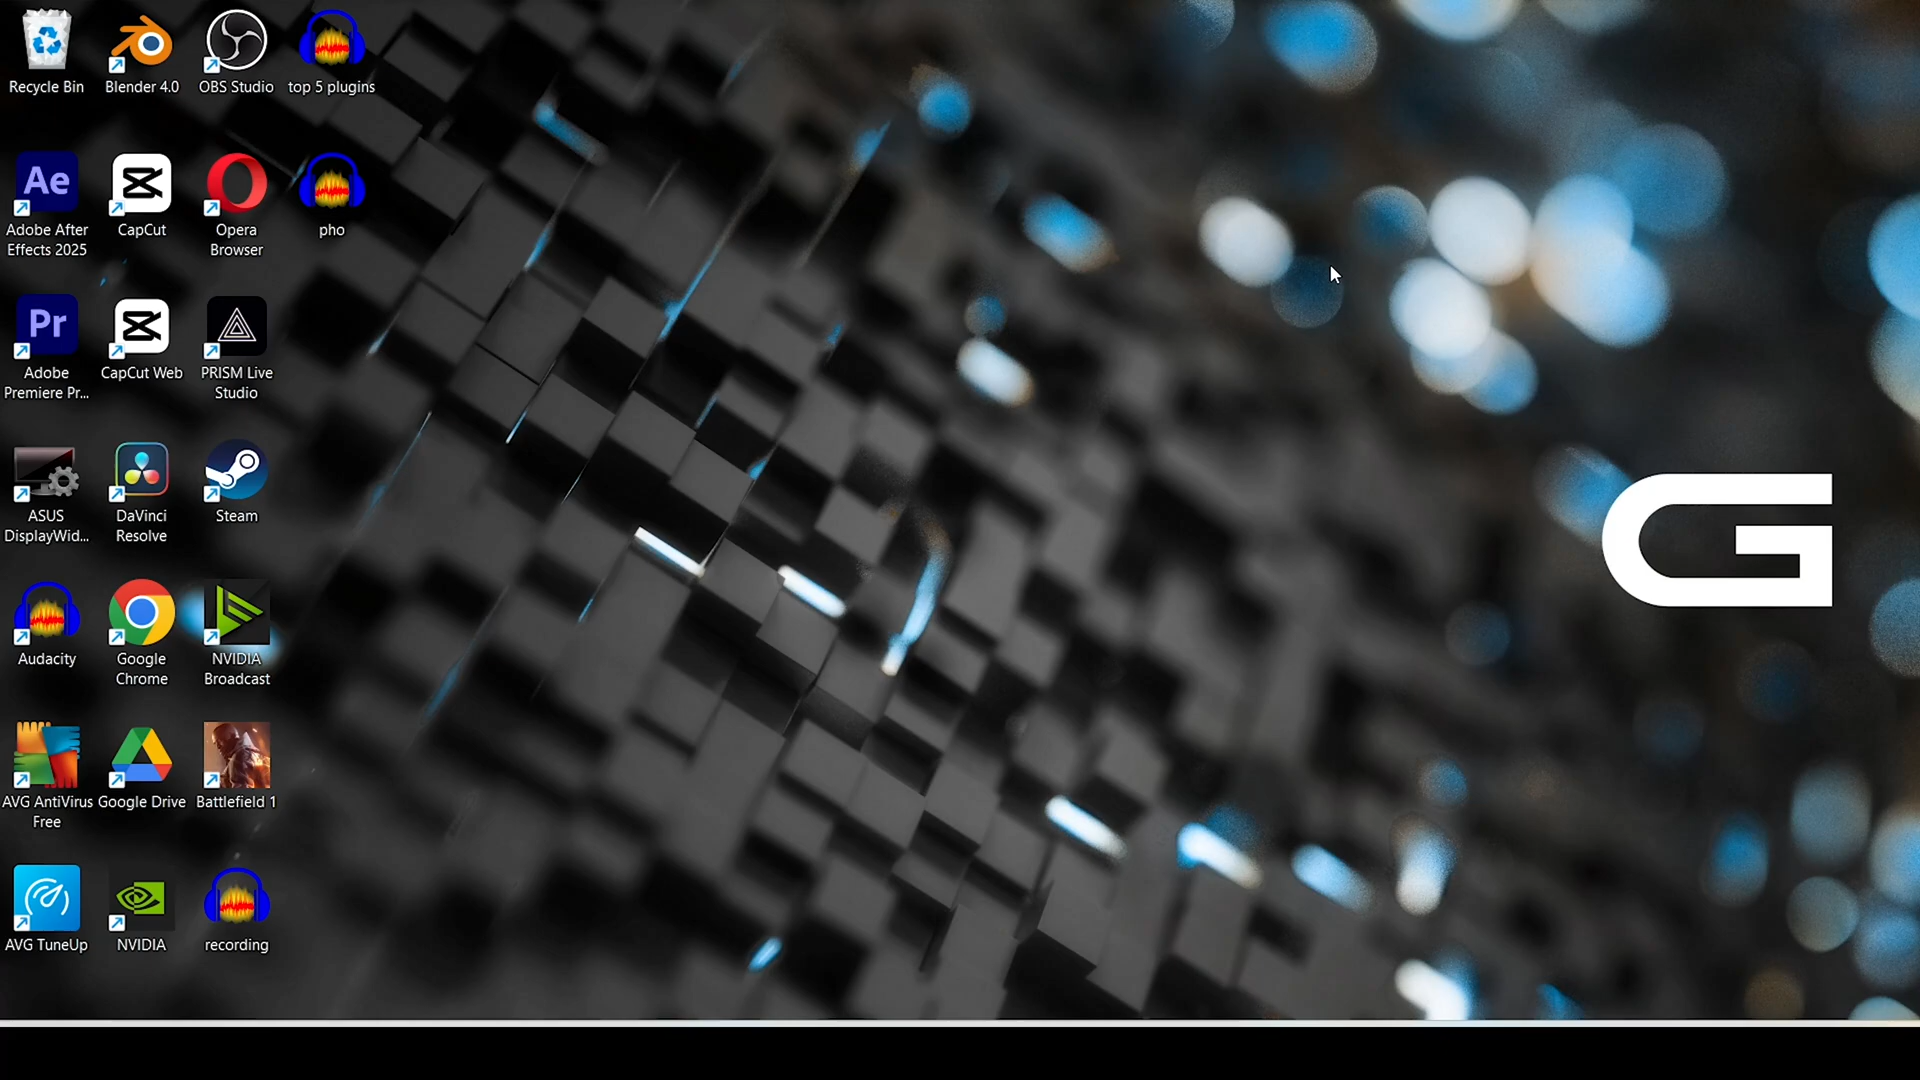 Recycle Bin
Blender 4.0
OBS Studio
top 5 plugins
Ae
Adobe After
Effects 2025
CapCut
Opera
Browser
pho
Pr
Adobe
Premiere Pr...
CapCut Web
PRISM Live
Studio
ASUS
DisplayWid...
DaVinci
Resolve
Steam
Audacity
Google
Chrome
NVIDIA
Broadcast
AVG AntiVirus
Free
Google Drive
Battlefield 1
AVG TuneUp
NVIDIA
recording
G